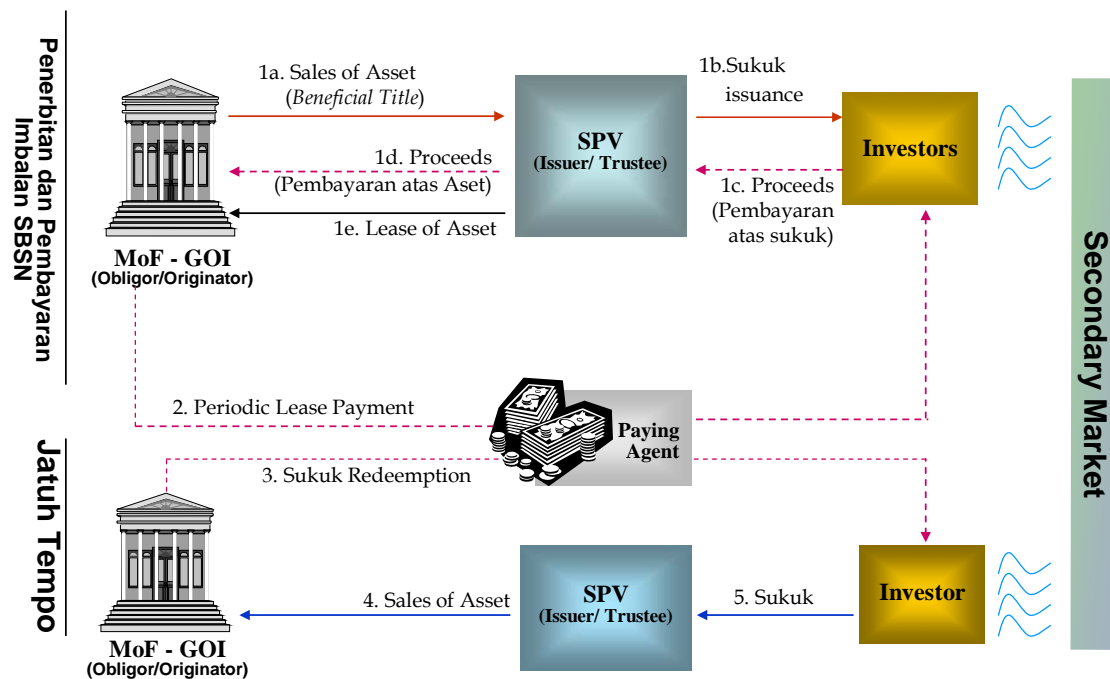 Penerbitan dan Pembayaran
Imbalan SBSN
1a. Sales of Asset
(Beneficial Title)
1b.Sukuk
issuance
SPV
(Issuer/ Trustee)
Investors
1d. Proceeds
(Pembayaran atas Aset)
1c. Proceeds
(Pembayaran
atas sukuk)
1e. Lease of Asset
MoF - GOI
(Obligor/Originator)
Secondary Market
2. Periodic Lease Payment
Paying
Agent
Jatuh Tempo
3. Sukuk Redeemption
SPV
(Issuer/ Trustee)
Investor
4. Sales of Asset
5. Sukuk
MoF - GOI
(Obligor/Originator)